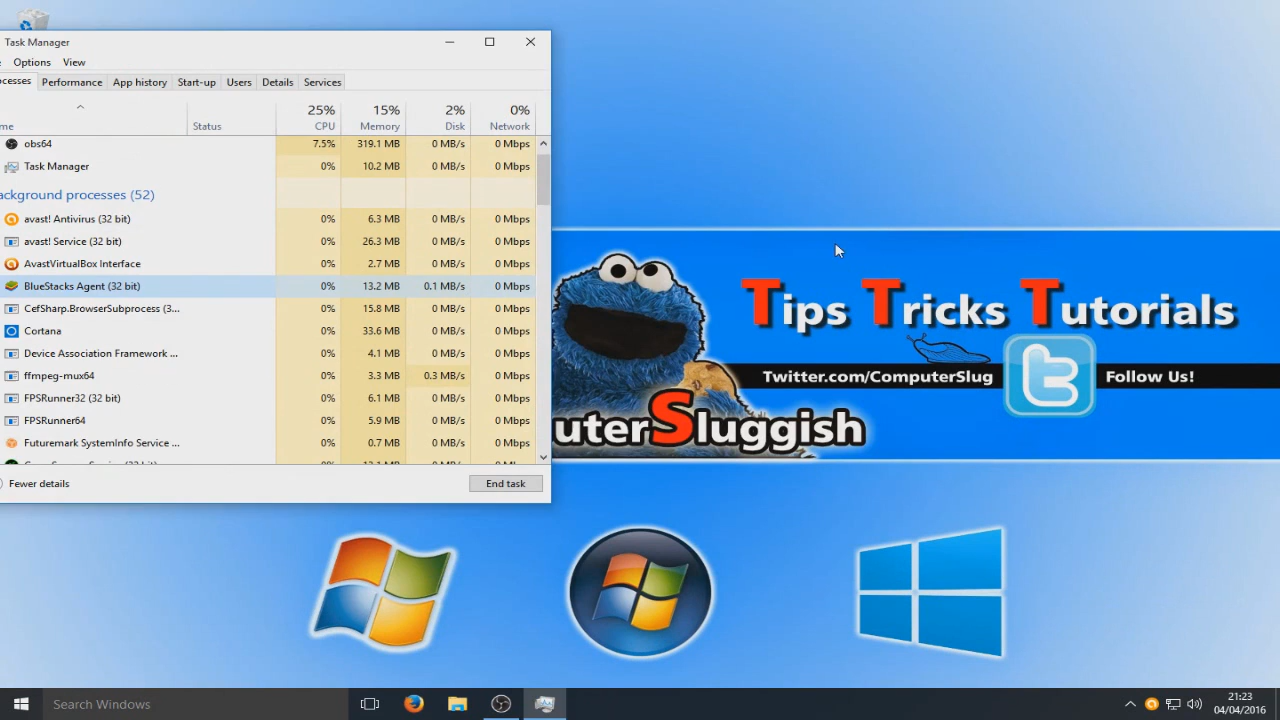 Task Manager
Options View
ocesses Performance App history Start-up Users Details Services
25% 15% 2% 0%
me Status CPU Memory Disk Network
obs64 7.5% 319.1 MB 0 MB/s 0 Mbps
Task Manager 0% 10.2 MB 0 MB/s 0 Mbps
ackground processes (52)
avast! Antivirus (32 bit) 0% 6.3 MB 0 MB/s 0 Mbps
avast! Service (32 bit) 0% 26.3 MB 0 MB/s 0 Mbps
AvastVirtualBox Interface 0% 2.7 MB 0 MB/s 0 Mbps
BlueStacks Agent (32 bit) 0% 13.2 MB 0.1 MB/s 0 Mbps
CefSharp.BrowserSubprocess (3... 0% 15.8 MB 0 MB/s 0 Mbps
Cortana 0% 33.6 MB 0 MB/s 0 Mbps
Device Association Framework ... 0% 4.1 MB 0 MB/s 0 Mbps
ffmpeg-mux64 0% 3.3 MB 0.3 MB/s 0 Mbps
FPSRunner32 (32 bit) 0% 6.1 MB 0 MB/s 0 Mbps
FPSRunner64 0% 5.9 MB 0 MB/s 0 Mbps
Futuremark SystemInfo Service ... 0% 0.7 MB 0 MB/s 0 Mbps
Fewer details End task
Tips Tricks Tutorials
Twitter.com/ComputerSlug Follow Us!
uterSluggish
Search Windows
21:23
04/04/2016